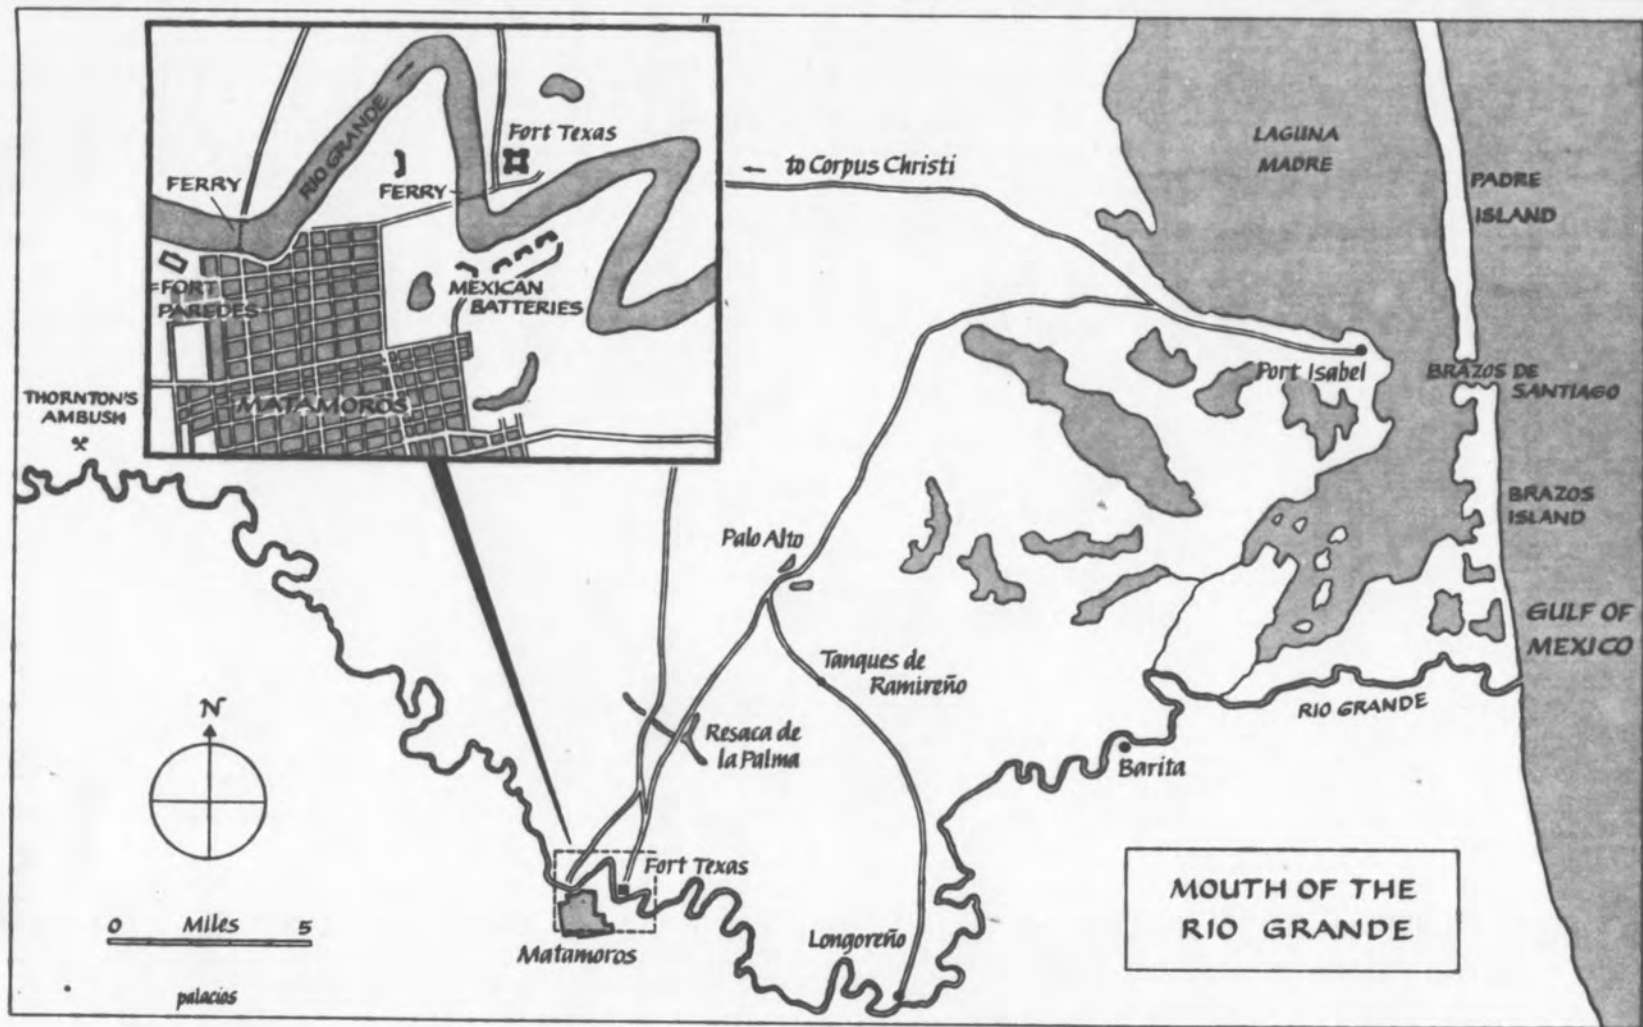 Fort Texas
RIO GRANDE
FERRY
FERRY
FORT
PAREDES
MEXICAN
BATTERIES
MATAMOROS
← to Corpus Christi
LAGUNA
MADRE
PADRE
ISLAND
Port Isabel
BRAZOS DE
SANTIAGO
THORNTON'S
AMBUSH
BRAZOS
ISLAND
Palo Alto
GULF OF
MEXICO
Tanques de
Ramireño
RIO GRANDE
N
Resaca de
la Palma
Barita
Fort Texas
MOUTH OF THE
RIO GRANDE
0 Miles 5
Longoreño
Matamoros
palacios